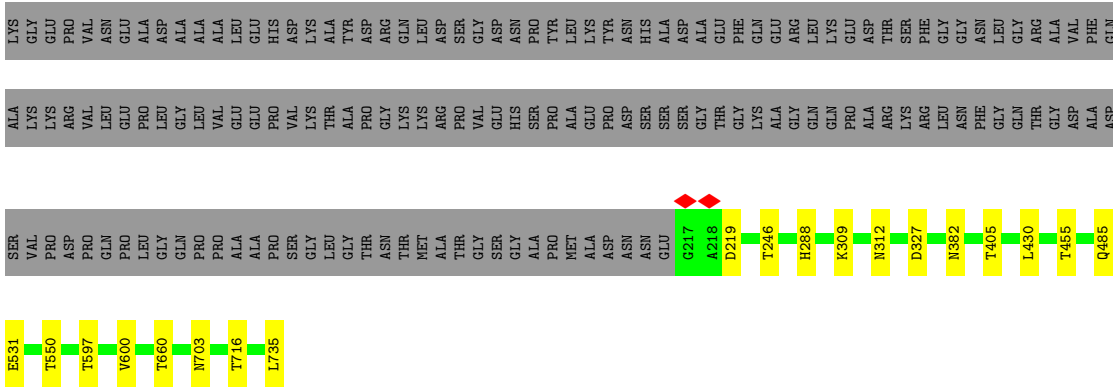 LYS GLY GLU PRO VAL ASN GLU ALA ASP ALA ALA ALA LEU GLU HIS ASP LYS ALA TYR ASP ARG GLN LEU ASP SER GLY ASP ASN PRO TYR LEU LYS TYR ASN HIS ALA ASP ALA GLU PHE GLN GLU ARG LEU LYS GLU ASP THR SER PHE GLY GLY ASN LEU GLY ARG ALA VAL PHE GLN
ALA LYS LYS ARG VAL LEU GLU PRO LEU GLY LEU VAL GLU GLU PRO VAL LYS THR ALA PRO GLY LYS LYS ARG PRO VAL GLU HIS SER PRO ALA GLU PRO ASP SER SER SER GLY THR GLY LYS ALA GLY GLN GLN PRO ALA ARG LYS ARG LEU ASN PHE GLY GLN THR GLY ASP ALA ASP
SER VAL PRO ASP PRO GLN PRO LEU GLY GLN PRO PRO ALA ALA PRO SER GLY LEU GLY THR ASN THR MET ALA THR GLY SER GLY ALA PRO MET ALA ASP ASN ASN GLU G217 A218 D219 T246 H288 K309 N312 D327 N382 T405 L430 T455 Q485
E531 T550 T597 V600 T660 N703 T716 L735